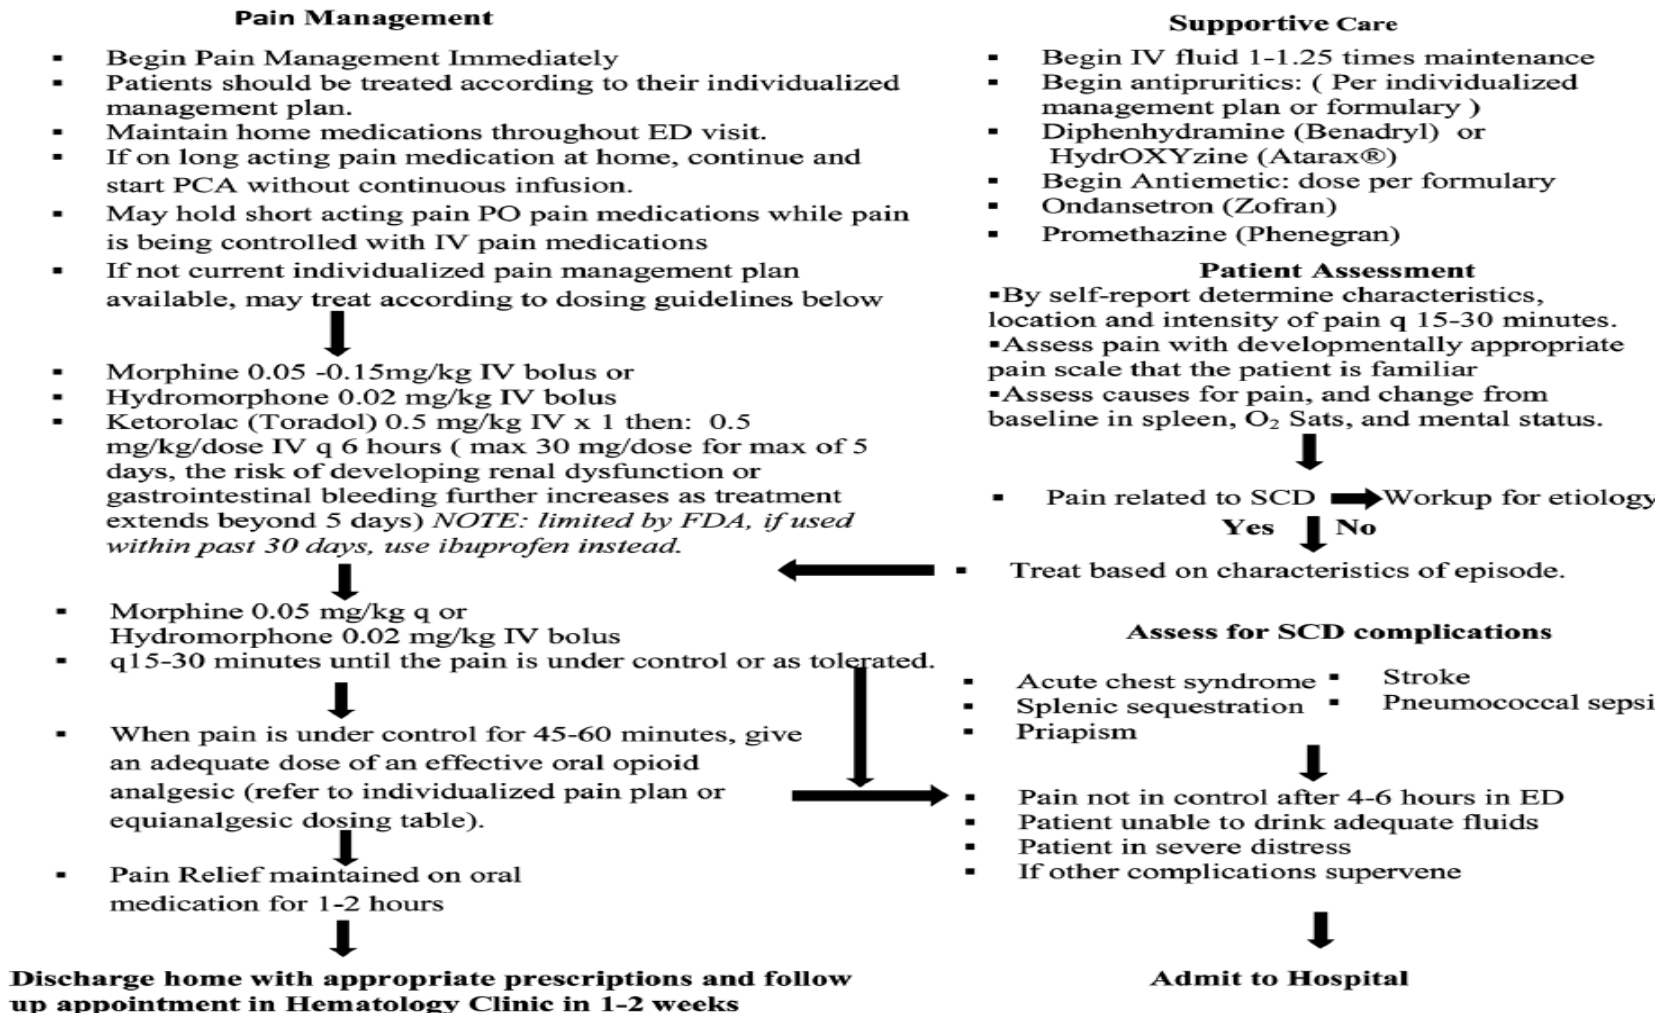 Pain Management
▪ Begin Pain Management Immediately
▪ Patients should be treated according to their individualized
management plan.
▪ Maintain home medications throughout ED visit.
▪ If on long acting pain medication at home, continue and
start PCA without continuous infusion.
▪ May hold short acting pain PO pain medications while pain
is being controlled with IV pain medications
▪ If not current individualized pain management plan
available, may treat according to dosing guidelines below
▪ Morphine 0.05 -0.15mg/kg IV bolus or
▪ Hydromorphone 0.02 mg/kg IV bolus
▪ Ketorolac (Toradol) 0.5 mg/kg IV x 1 then: 0.5
mg/kg/dose IV q 6 hours ( max 30 mg/dose for max of 5
days, the risk of developing renal dysfunction or
gastrointestinal bleeding further increases as treatment
extends beyond 5 days) NOTE: limited by FDA, if used
within past 30 days, use ibuprofen instead.
▪ Morphine 0.05 mg/kg q or
Hydromorphone 0.02 mg/kg IV bolus
▪ q15-30 minutes until the pain is under control or as tolerated.
▪ When pain is under control for 45-60 minutes, give
an adequate dose of an effective oral opioid
analgesic (refer to individualized pain plan or
equianalgesic dosing table).
▪ Pain Relief maintained on oral
medication for 1-2 hours
Discharge home with appropriate prescriptions and follow
up appointment in Hematology Clinic in 1-2 weeks
Supportive Care
▪ Begin IV fluid 1-1.25 times maintenance
▪ Begin antipruritics: ( Per individualized
management plan or formulary )
▪ Diphenhydramine (Benadryl) or
HydrOXYzine (Atarax®)
▪ Begin Antiemetic: dose per formulary
▪ Ondansetron (Zofran)
▪ Promethazine (Phenegran)
Patient Assessment
▪By self-report determine characteristics,
location and intensity of pain q 15-30 minutes.
▪Assess pain with developmentally appropriate
pain scale that the patient is familiar
▪Assess causes for pain, and change from
baseline in spleen, O₂ Sats, and mental status.
▪ Pain related to SCD Workup for etiology
Yes No
▪ Treat based on characteristics of episode.
Assess for SCD complications
▪ Acute chest syndrome ▪ Stroke
▪ Splenic sequestration ▪ Pneumococcal sepsi
▪ Priapism
▪ Pain not in control after 4-6 hours in ED
▪ Patient unable to drink adequate fluids
▪ Patient in severe distress
▪ If other complications supervene
Admit to Hospital